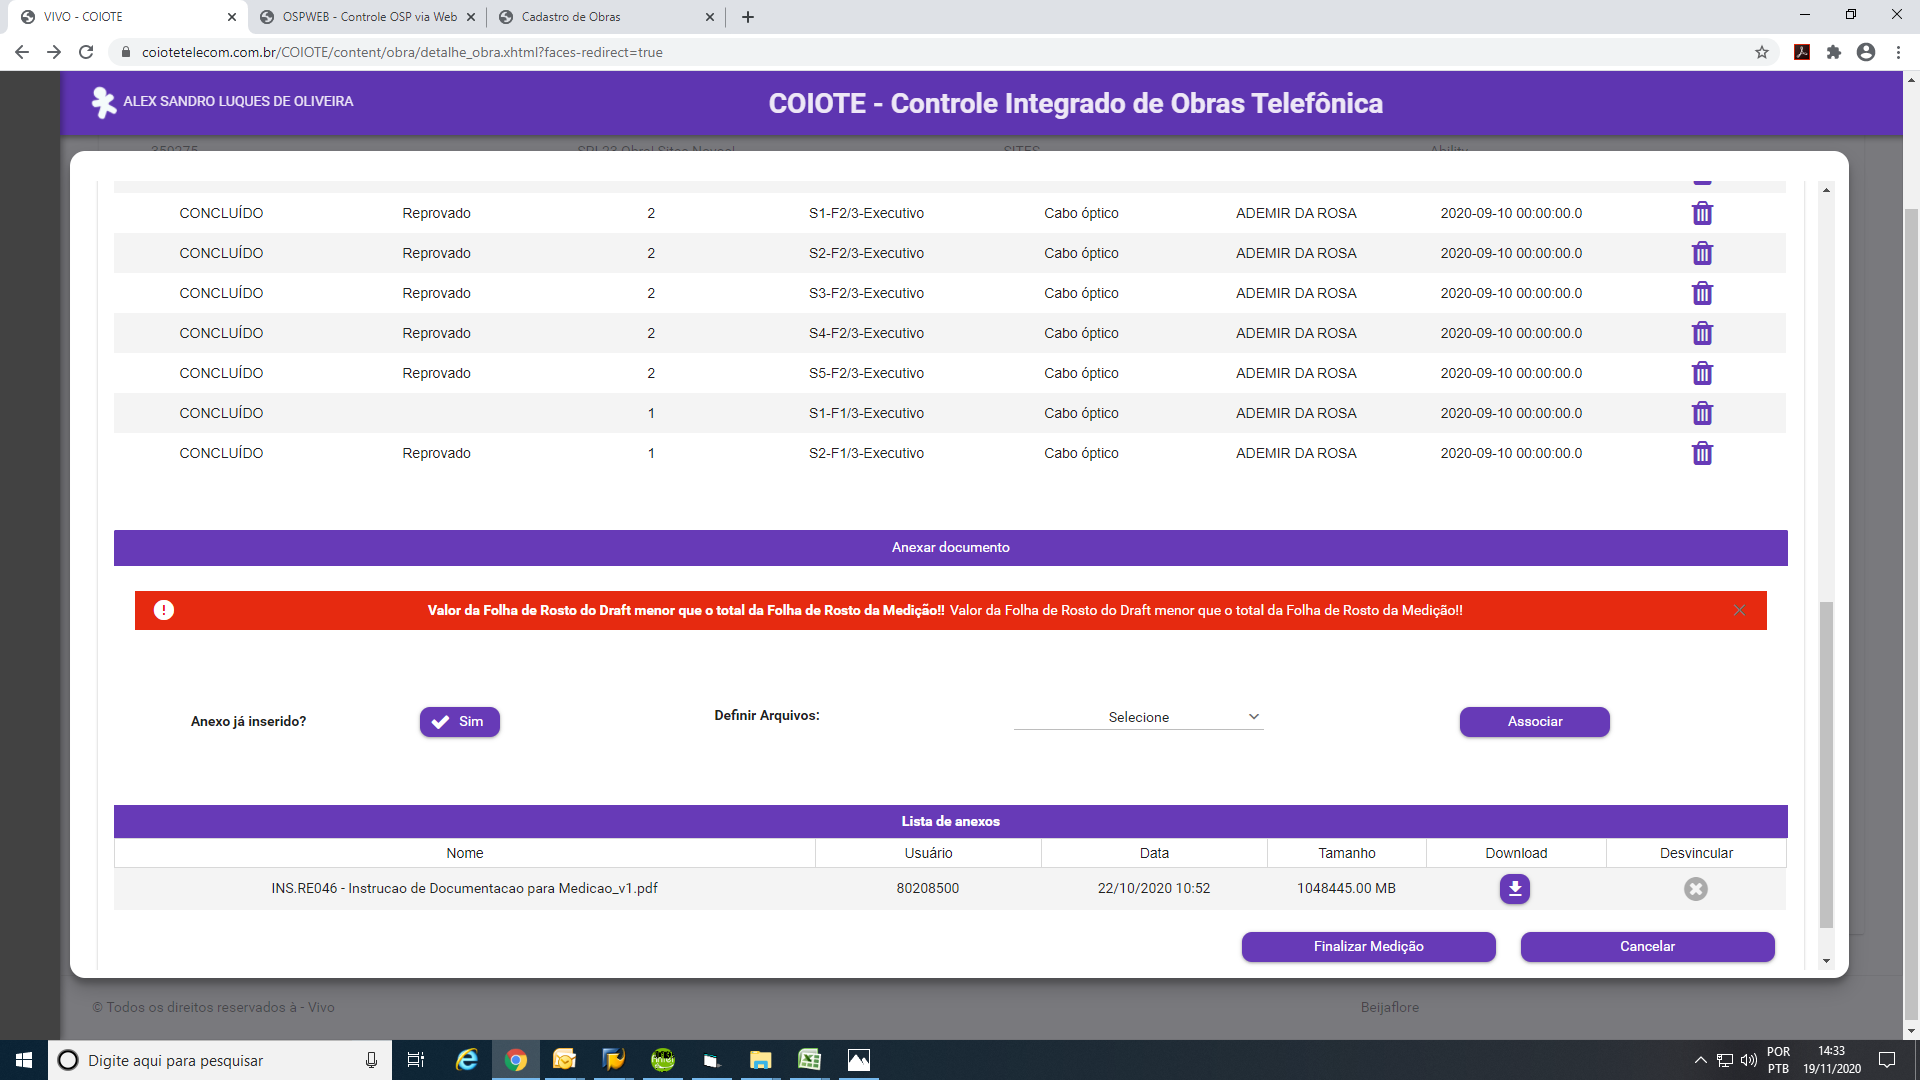 VIVO - COIOTE
OSPWEB - Controle OSP via Web
Cadastro de Obras
coiotetelecom.com.br/COIOTE/content/obra/detalhe_obra.xhtml?faces-redirect=true
ALEX SANDRO LUQUES DE OLIVEIRA
COIOTE - Controle Integrado de Obras Telefônica
CONCLUÍDO Reprovado 2 S1-F2/3-Executivo Cabo óptico ADEMIR DA ROSA 2020-09-10 00:00:00.0
CONCLUÍDO Reprovado 2 S2-F2/3-Executivo Cabo óptico ADEMIR DA ROSA 2020-09-10 00:00:00.0
CONCLUÍDO Reprovado 2 S3-F2/3-Executivo Cabo óptico ADEMIR DA ROSA 2020-09-10 00:00:00.0
CONCLUÍDO Reprovado 2 S4-F2/3-Executivo Cabo óptico ADEMIR DA ROSA 2020-09-10 00:00:00.0
CONCLUÍDO Reprovado 2 S5-F2/3-Executivo Cabo óptico ADEMIR DA ROSA 2020-09-10 00:00:00.0
CONCLUÍDO 1 S1-F1/3-Executivo Cabo óptico ADEMIR DA ROSA 2020-09-10 00:00:00.0
CONCLUÍDO Reprovado 1 S2-F1/3-Executivo Cabo óptico ADEMIR DA ROSA 2020-09-10 00:00:00.0
Anexar documento
Valor da Folha de Rosto do Draft menor que o total da Folha de Rosto da Medição!! Valor da Folha de Rosto do Draft menor que o total da Folha de Rosto da Medição!!
Anexo já inserido? Sim Definir Arquivos: Selecione Associar
Lista de anexos
Nome Usuário Data Tamanho Download Desvincular
INS.RE046 - Instrucao de Documentacao para Medicao_v1.pdf 80208500 22/10/2020 10:52 1048445.00 MB
Finalizar Medição Cancelar
© Todos os direitos reservados à - Vivo Beijaflore
Digite aqui para pesquisar
POR
PTB
14:33
19/11/2020